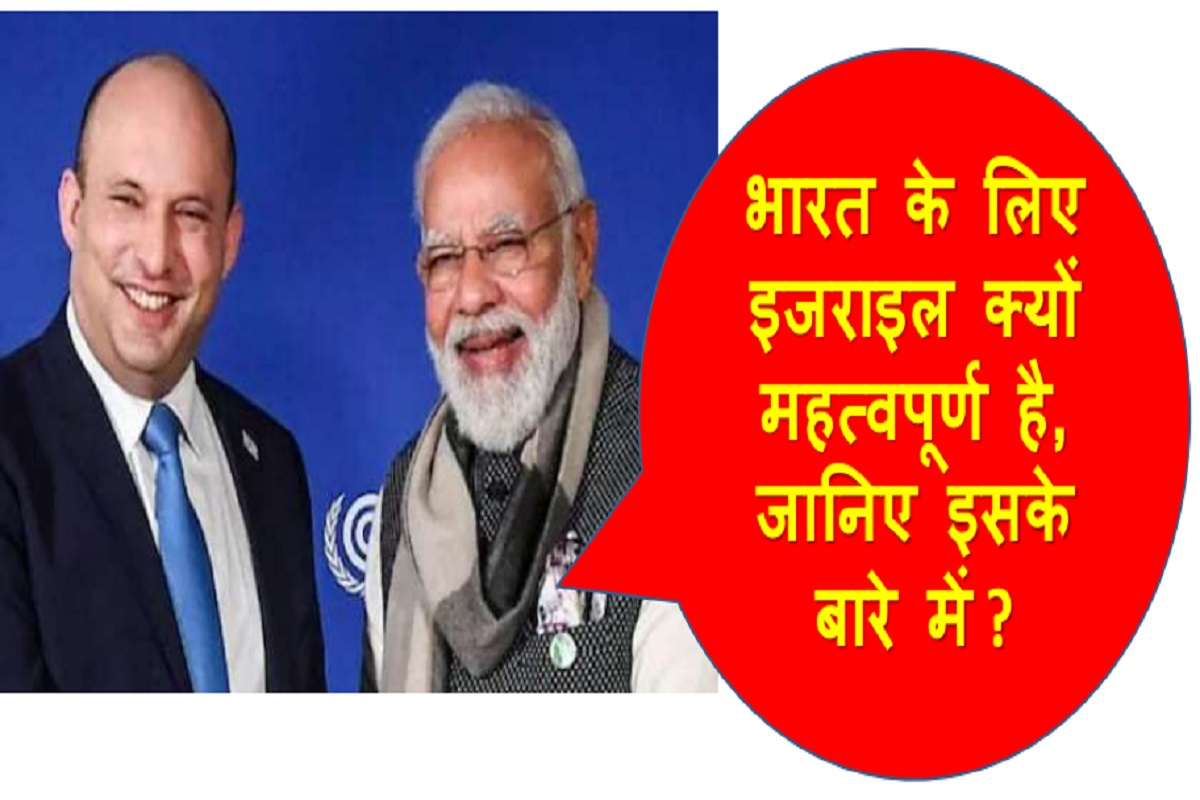 भारत के लिए
इजराइल क्यों
महत्वपूर्ण है,
जानिए इसके
बारे में ?